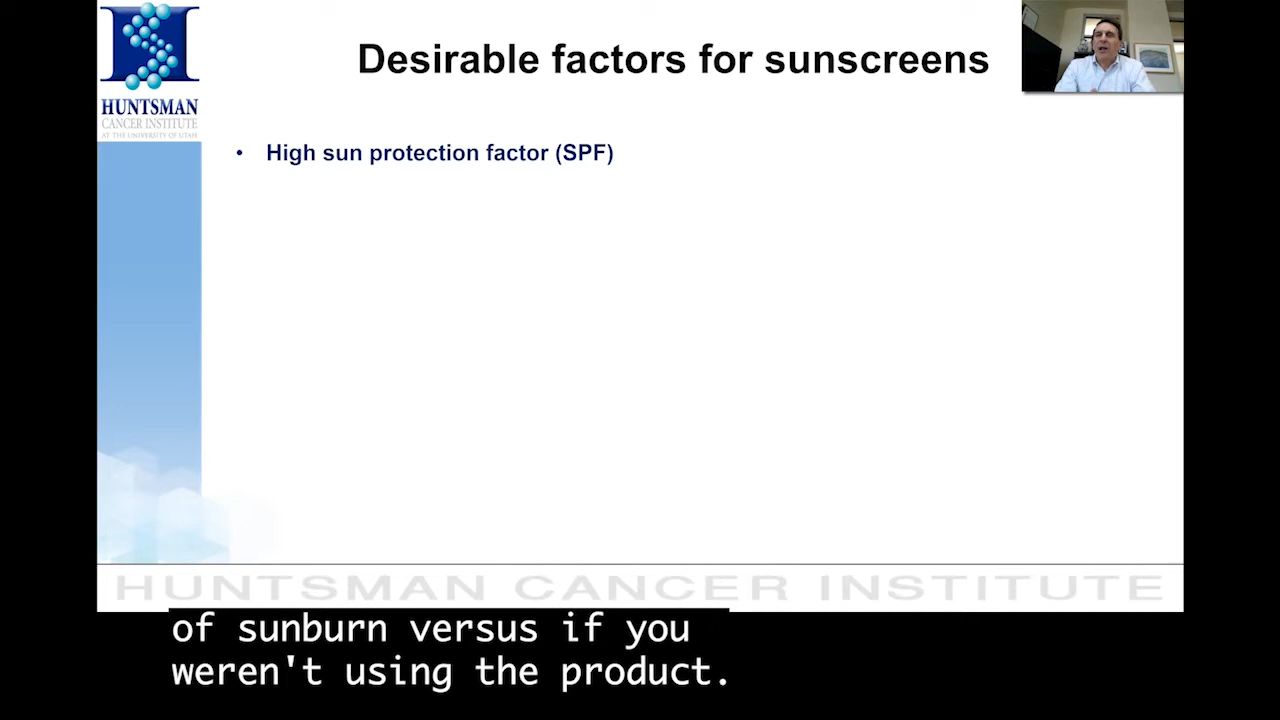 Desirable factors for sunscreens
HUNTSMAN
CANCER INSTITUTE
AT THE UNIVERSITY OF UTAH
• High sun protection factor (SPF)
HUNTSMAN CANCER INSTITUTE
of sunburn versus if you
weren't using the product.